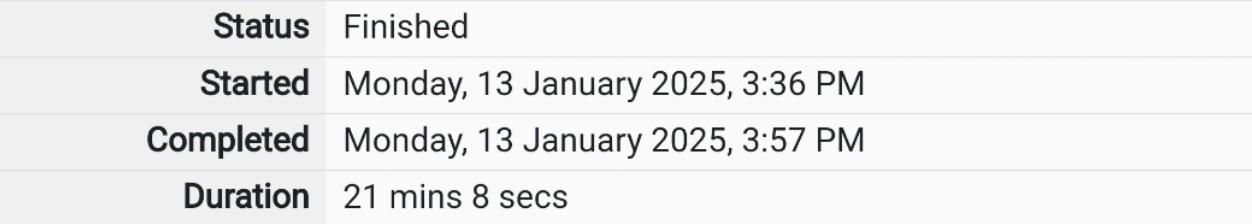 Status Finished
Started Monday, 13 January 2025, 3:36 PM
Completed Monday, 13 January 2025, 3:57 PM
Duration 21 mins 8 secs